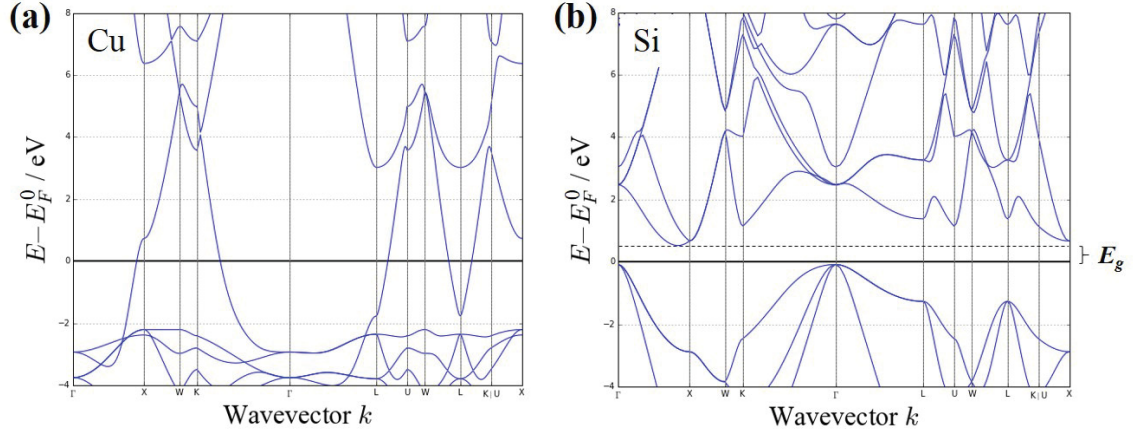 (a)
Cu
E−E_F^0 / eV
8
6
4
2
0
−2
−4
Γ X W K Γ L U W L K|U X
Wavevector k
(b)
Si
E−E_F^0 / eV
8
6
4
2
0
−2
−4
E_g
Γ X W K Γ L U W L K|U X
Wavevector k